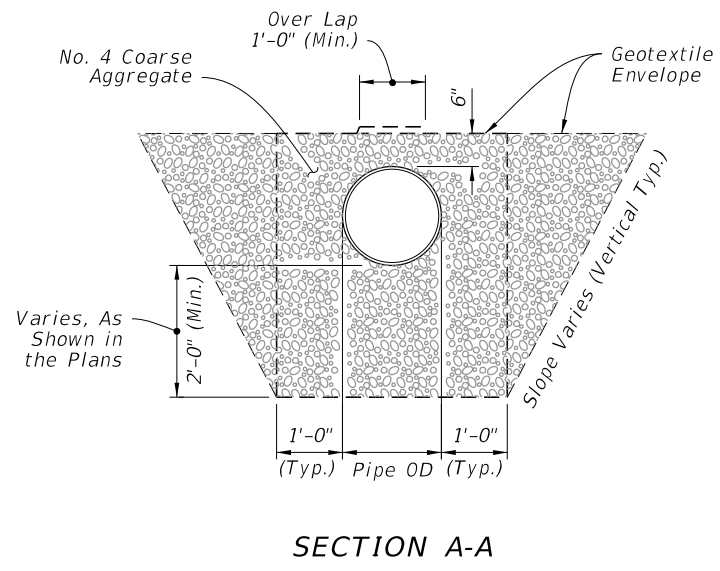 Over Lap
1'-0" (Min.)
No. 4 Coarse
Aggregate
6"
Geotextile
Envelope
Slope Varies (Vertical Typ.)
Varies, As
Shown in
the Plans
2'-0" (Min.)
1'-0"
(Typ.)
Pipe OD
1'-0"
(Typ.)
SECTION A-A